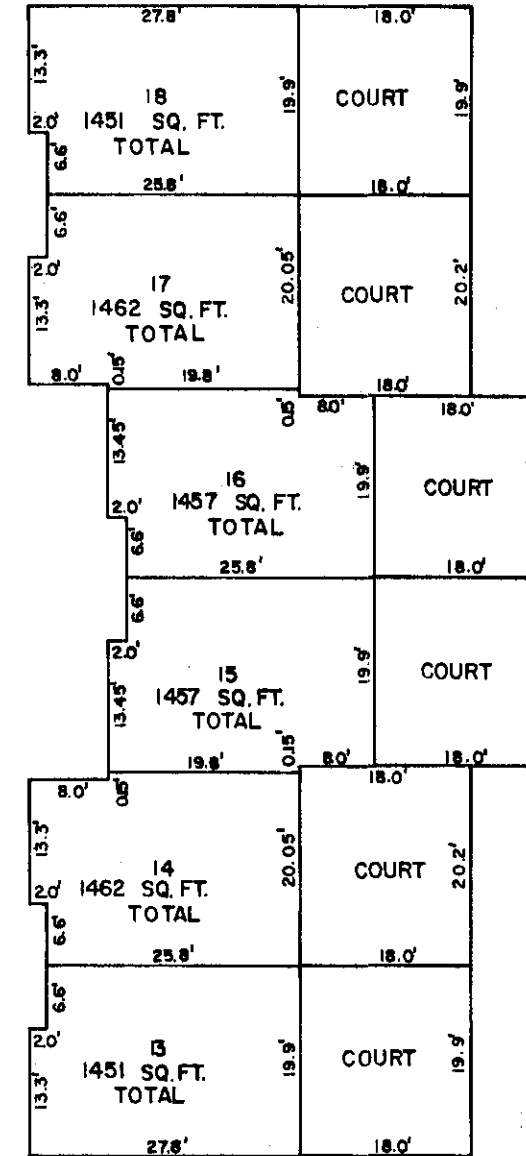 27.8' 18.0'
13.3' 19.9' 19.9'
18 COURT
1451 SQ. FT.
TOTAL
2.0'
6.6'
25.8' 18.0'
6.6'
2.0'
17 20.05' 20.2'
1462 SQ. FT. COURT
TOTAL
13.3'
8.0' 0.15' 19.8' 0.15' 18.0'
8.0' 18.0'
13.45' 19.9'
16 COURT
1457 SQ. FT.
TOTAL
2.0'
6.6'
25.8' 18.0'
6.6'
2.0'
15 19.9' COURT
1457 SQ. FT.
TOTAL
13.45'
19.8' 0.15' 8.0' 18.0'
8.0' 0.15' 18.0'
13.3' 20.05' 20.2'
14 COURT
1462 SQ. FT.
TOTAL
2.0'
6.6'
25.8' 18.0'
6.6'
2.0'
13 19.9' COURT 19.9'
1451 SQ. FT.
TOTAL
13.3'
27.8' 18.0'